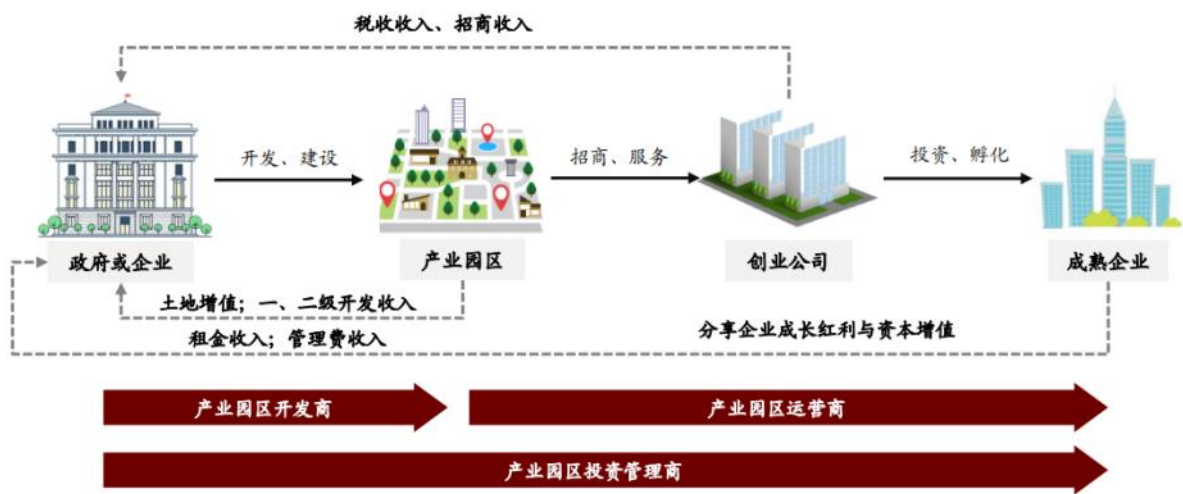 税收收入、招商收入
开发、建设
招商、服务
投资、孵化
政府或企业
产业园区
创业公司
成熟企业
土地增值；一、二级开发收入
租金收入；管理费收入
分享企业成长红利与资本增值
产业园区开发商
产业园区运营商
产业园区投资管理商